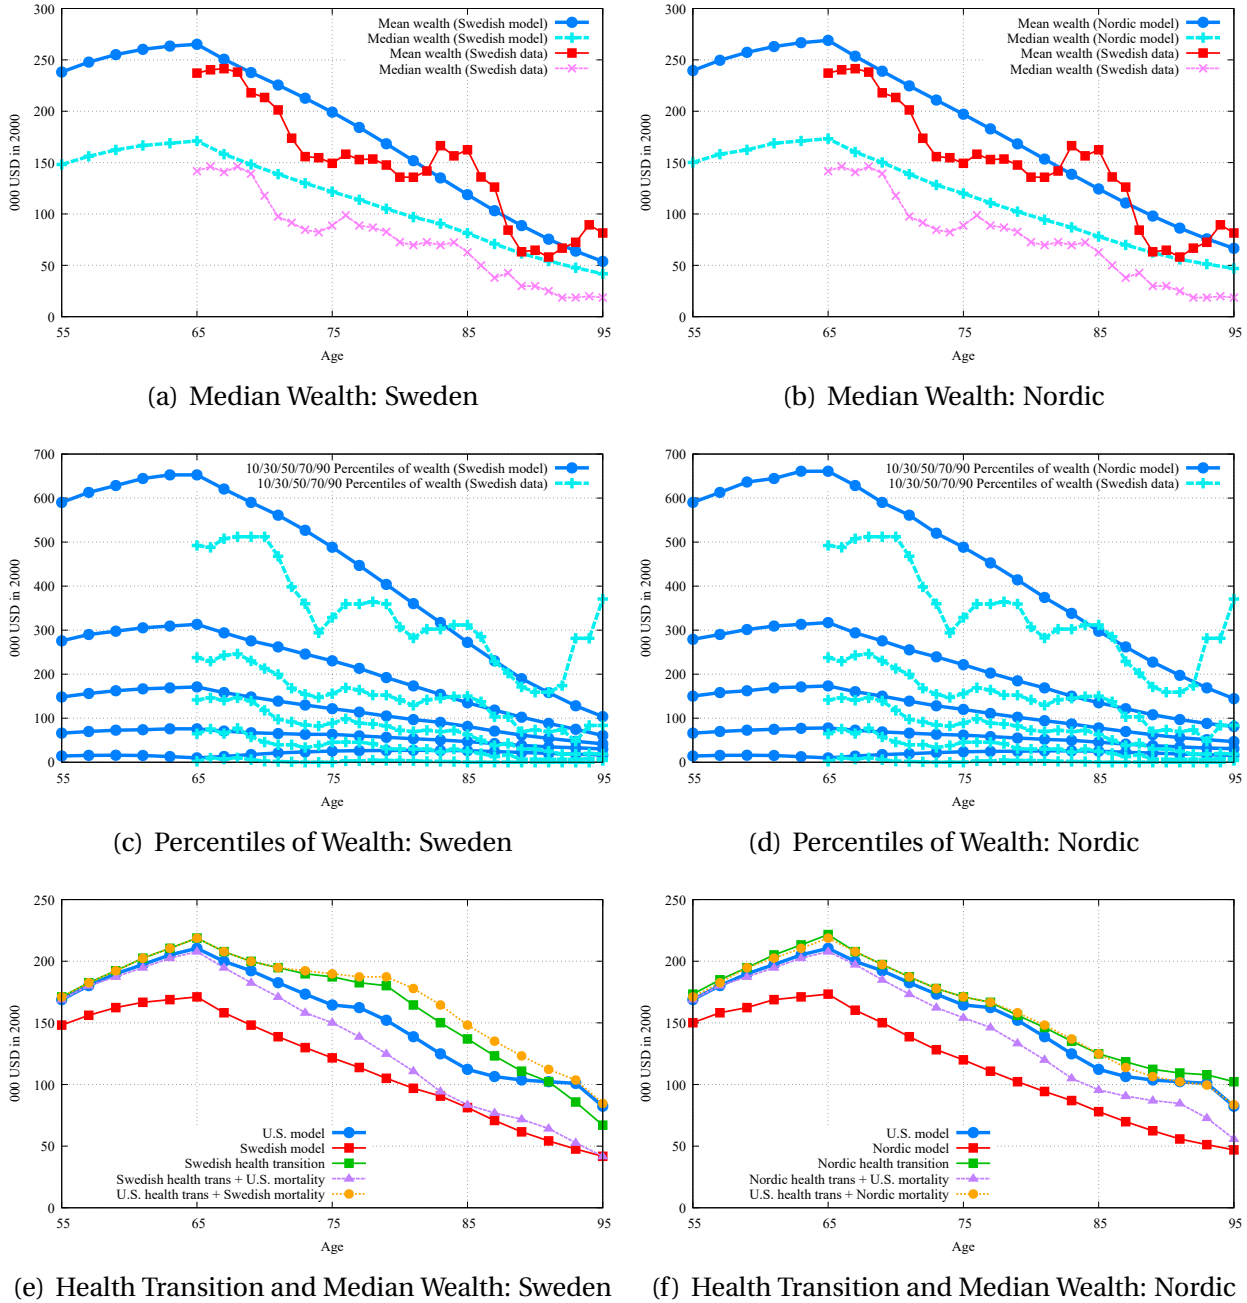 300
250
200
150
100
50
0
55
65
75
85
95
000 USD in 2000
Age
Mean wealth (Swedish model)
Median wealth (Swedish model)
Mean wealth (Swedish data)
Median wealth (Swedish data)
(a) Median Wealth: Sweden
300
250
200
150
100
50
0
55
65
75
85
95
000 USD in 2000
Age
Mean wealth (Nordic model)
Median wealth (Nordic model)
Mean wealth (Swedish data)
Median wealth (Swedish data)
(b) Median Wealth: Nordic
700
600
500
400
300
200
100
0
55
65
75
85
95
000 USD in 2000
Age
10/30/50/70/90 Percentiles of wealth (Swedish model)
10/30/50/70/90 Percentiles of wealth (Swedish data)
(c) Percentiles of Wealth: Sweden
700
600
500
400
300
200
100
0
55
65
75
85
95
000 USD in 2000
Age
10/30/50/70/90 Percentiles of wealth (Nordic model)
10/30/50/70/90 Percentiles of wealth (Swedish data)
(d) Percentiles of Wealth: Nordic
250
200
150
100
50
0
55
65
75
85
95
000 USD in 2000
Age
U.S. model
Swedish model
Swedish health transition
Swedish health trans + U.S. mortality
U.S. health trans + Swedish mortality
(e) Health Transition and Median Wealth: Sweden
250
200
150
100
50
0
55
65
75
85
95
000 USD in 2000
Age
U.S. model
Nordic model
Nordic health transition
Nordic health trans + U.S. mortality
U.S. health trans + Nordic mortality
(f) Health Transition and Median Wealth: Nordic